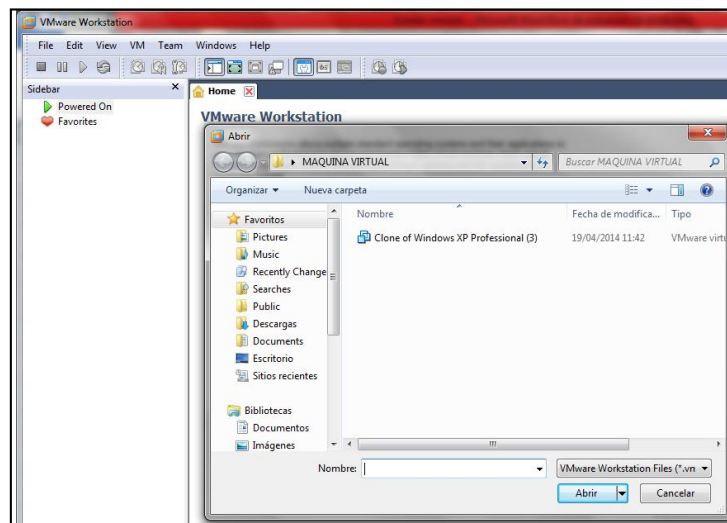 VMware Workstation
File Edit View VM Team Windows Help
Sidebar x
Home
Powered On
Favorites
VMware Workstation
Abrir
MAQUINA VIRTUAL
Buscar MAQUINA VIRTUAL
Organizar Nueva carpeta
Favoritos
Pictures
Music
Recently Change
Searches
Public
Descargas
Documents
Escritorio
Sitios recientes
Bibliotecas
Documentos
Imágenes
Nombre Fecha de modifica... Tipo
Clone of Windows XP Professional (3) 19/04/2014 11:42 VMware virtu
Nombre:
VMware Workstation Files (*.vn
Abrir Cancelar